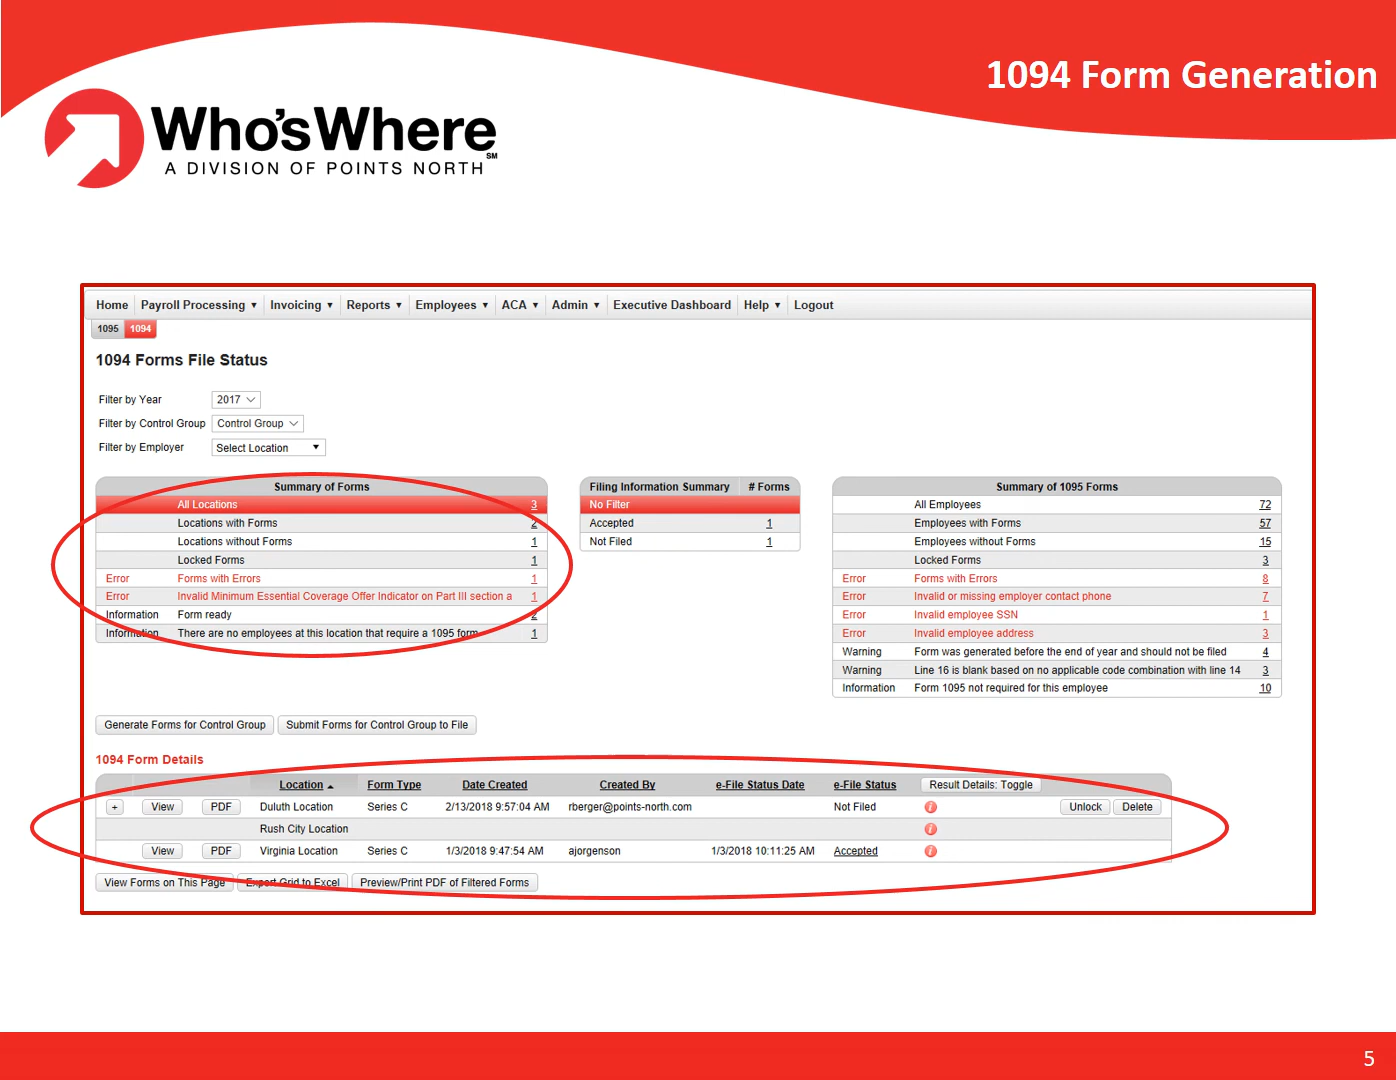 1094 Form Generation
Who'sWhere SM
A DIVISION OF POINTS NORTH
Home Payroll Processing ▼ Invoicing ▼ Reports ▼ Employees ▼ ACA ▼ Admin ▼ Executive Dashboard Help ▼ Logout
1095 1094
1094 Forms File Status
Filter by Year 2017
Filter by Control Group Control Group
Filter by Employer Select Location ▼
Summary of Forms
All Locations 3
Locations with Forms 2
Locations without Forms 1
Locked Forms 1
Error Forms with Errors 1
Error Invalid Minimum Essential Coverage Offer Indicator on Part III section a 1
Information Form ready 2
Information There are no employees at this location that require a 1095 form 1
Filing Information Summary # Forms
No Filter
Accepted 1
Not Filed 1
Summary of 1095 Forms
All Employees 72
Employees with Forms 57
Employees without Forms 15
Locked Forms 3
Error Forms with Errors 8
Error Invalid or missing employer contact phone 7
Error Invalid employee SSN 1
Error Invalid employee address 3
Warning Form was generated before the end of year and should not be filed 4
Warning Line 16 is blank based on no applicable code combination with line 14 3
Information Form 1095 not required for this employee 10
Generate Forms for Control Group Submit Forms for Control Group to File
1094 Form Details
Location ▲ Form Type Date Created Created By e-File Status Date e-File Status Result Details: Toggle
+ View PDF Duluth Location Series C 2/13/2018 9:57:04 AM rberger@points-north.com Not Filed i Unlock Delete
Rush City Location i
View PDF Virginia Location Series C 1/3/2018 9:47:54 AM ajorgenson 1/3/2018 10:11:25 AM Accepted i
View Forms on This Page Export Grid to Excel Preview/Print PDF of Filtered Forms
5